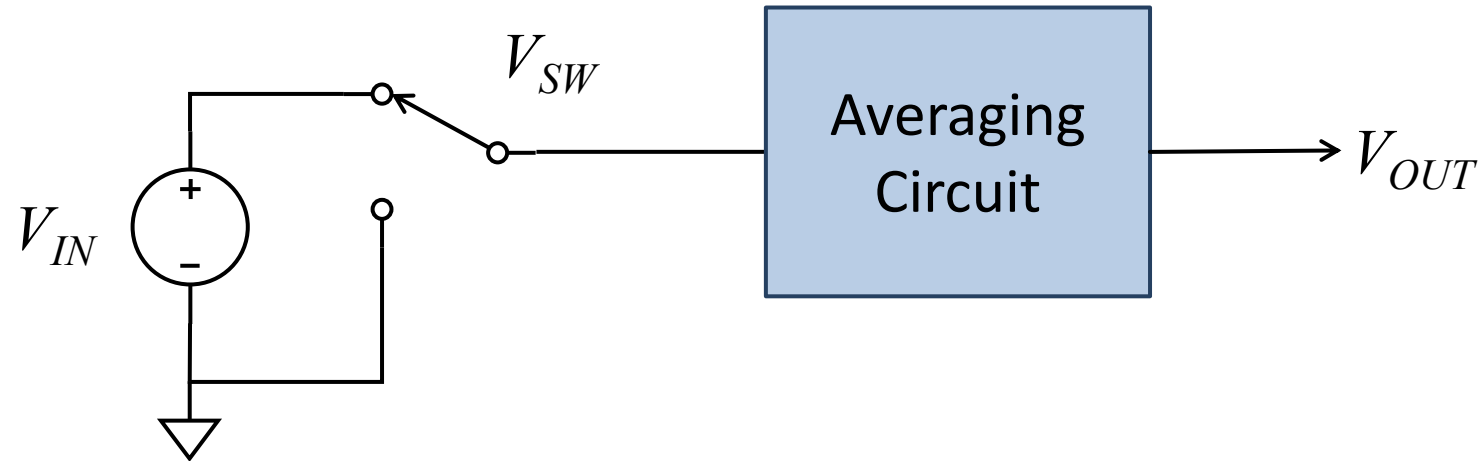 V_SW
Averaging
Circuit
V_OUT
+
V_IN
−